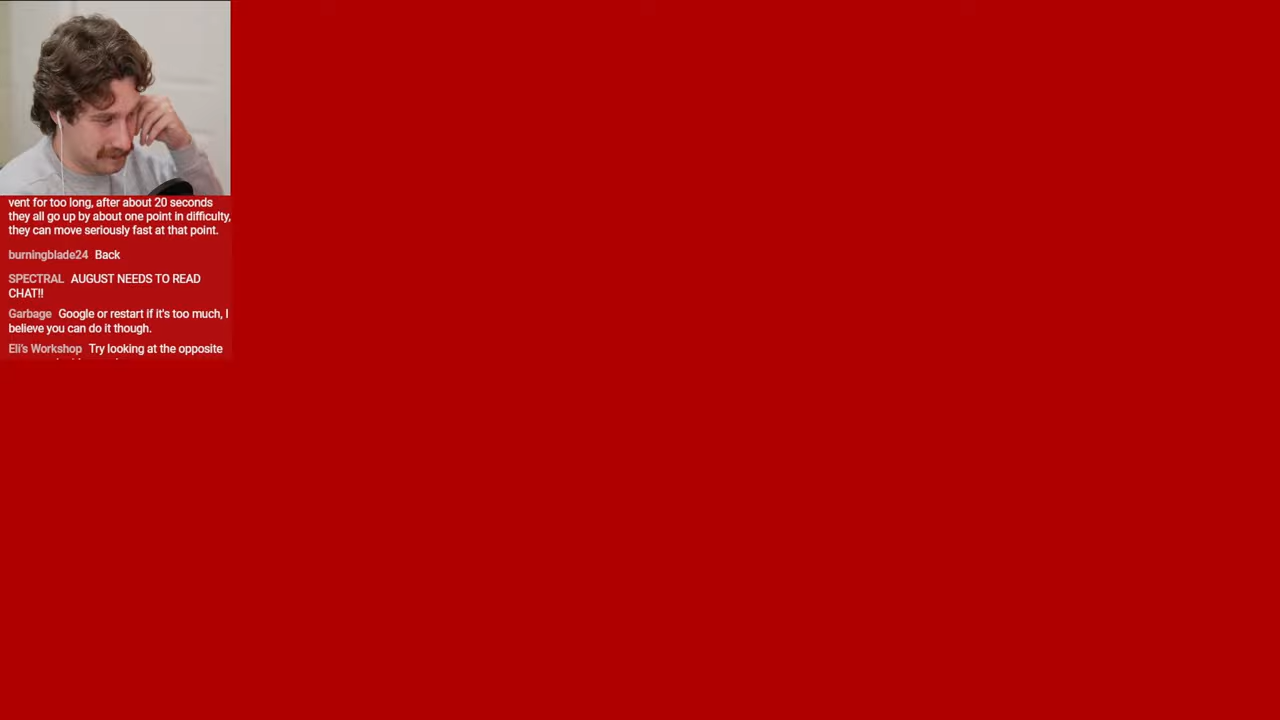 vent for too long, after about 20 seconds
they all go up by about one point in difficulty,
they can move seriously fast at that point.
burningblade24 Back
SPECTRAL AUGUST NEEDS TO READ
CHAT!!
Garbage Google or restart if it's too much, I
believe you can do it though.
Eli's Workshop Try looking at the opposite